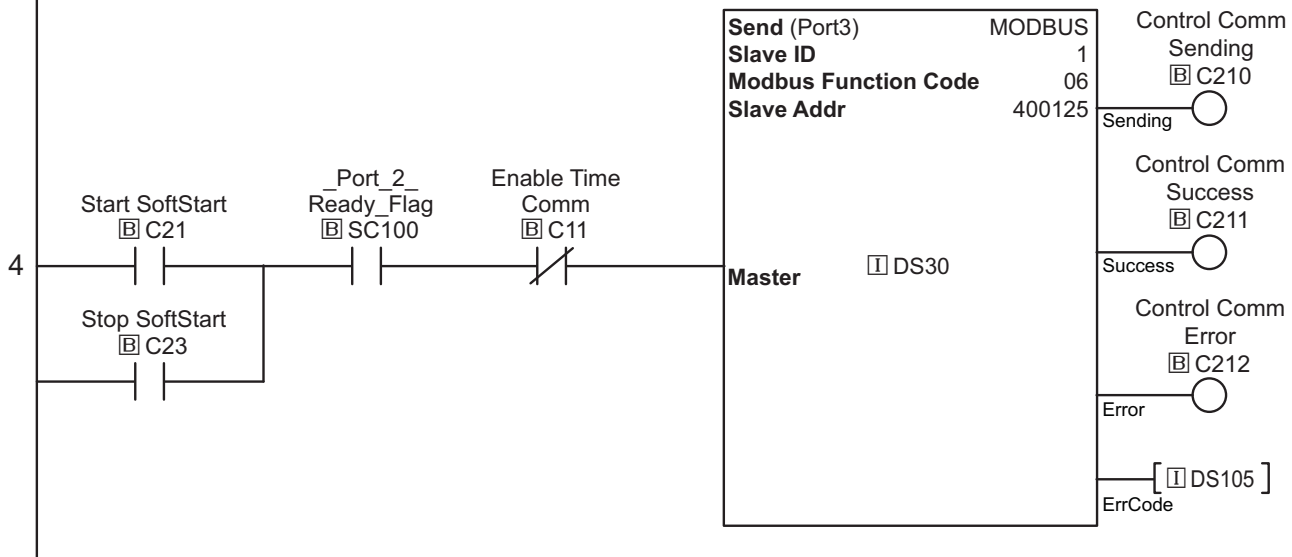 Send (Port3) MODBUS
Slave ID 1
Modbus Function Code 06
Slave Addr 400125
Control Comm
Sending
B C210
Sending
Control Comm
Success
B C211
Success
Control Comm
Error
B C212
Error
I DS105
ErrCode
4
Start SoftStart
B C21
Stop SoftStart
B C23
_Port_2_
Ready_Flag
B SC100
Enable Time
Comm
B C11
Master
I DS30